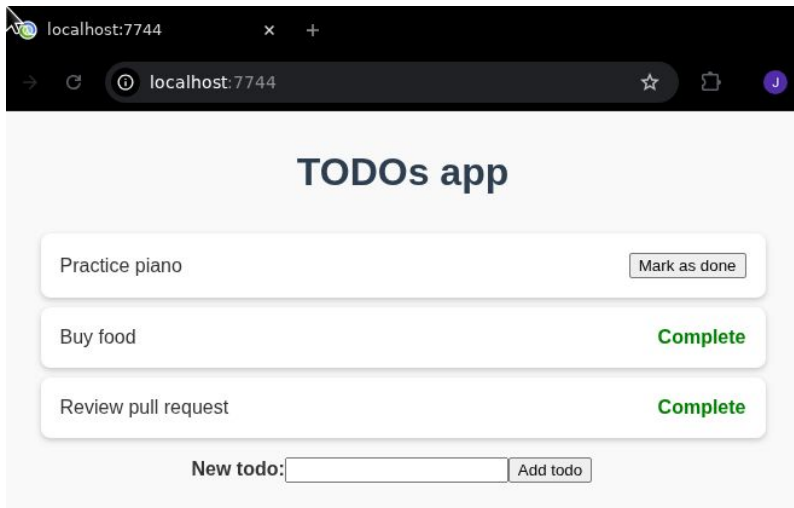 localhost:7744
localhost:7744
J
TODOs app
Practice piano Mark as done
Buy food Complete
Review pull request Complete
New todo: Add todo